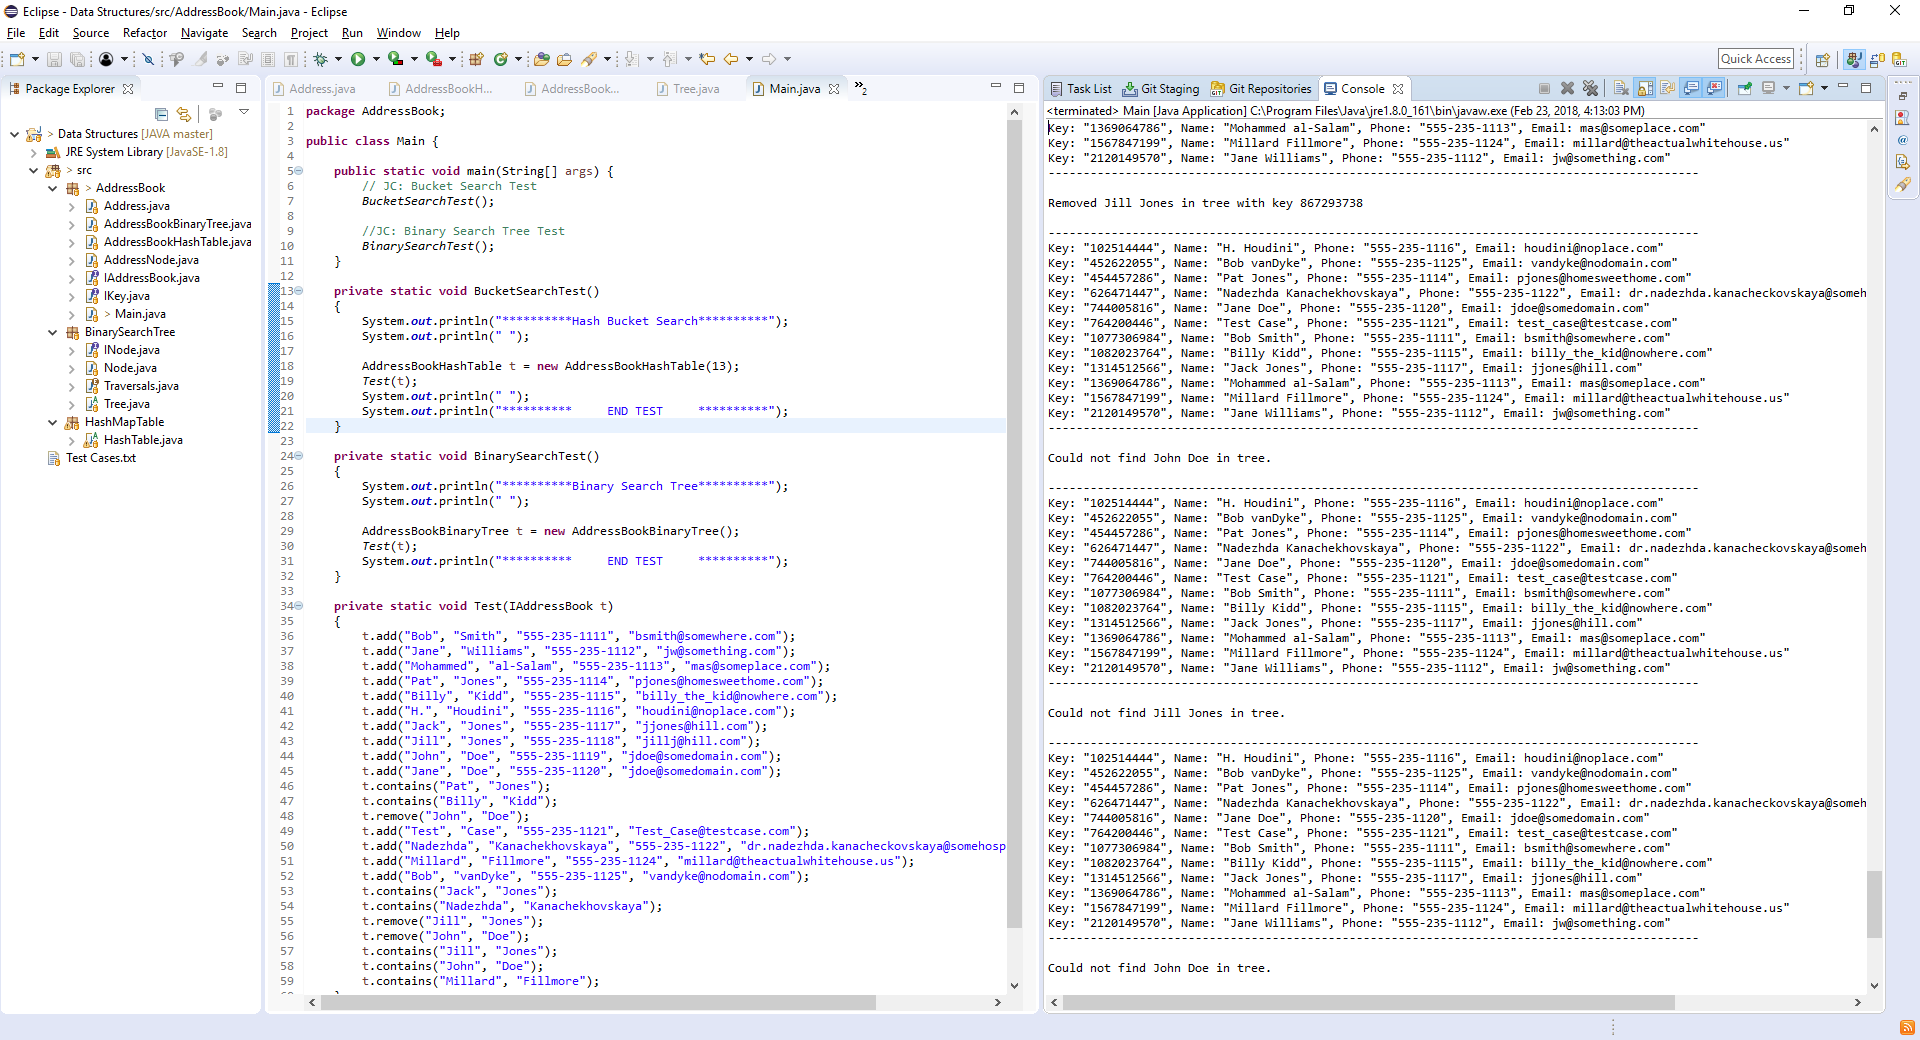 Eclipse - Data Structures/src/AddressBook/Main.java - Eclipse
File Edit Source Refactor Navigate Search Project Run Window Help
Quick Access
Package Explorer
> Data Structures [JAVA master]
JRE System Library [JavaSE-1.8]
> src
> AddressBook
Address.java
AddressBookBinaryTree.java
AddressBookHashTable.java
AddressNode.java
IAddressBook.java
IKey.java
> Main.java
BinarySearchTree
INode.java
Node.java
Traversals.java
Tree.java
HashMapTable
HashTable.java
Test Cases.txt
Address.java AddressBookH... AddressBook... Tree.java Main.java »2
1 package AddressBook;
2
3 public class Main {
4
5 public static void main(String[] args) {
6 // JC: Bucket Search Test
7 BucketSearchTest();
8
9 //JC: Binary Search Tree Test
10 BinarySearchTest();
11 }
12
13 private static void BucketSearchTest()
14 {
15 System.out.println("**********Hash Bucket Search**********");
16 System.out.println(" ");
17
18 AddressBookHashTable t = new AddressBookHashTable(13);
19 Test(t);
20 System.out.println(" ");
21 System.out.println("********** END TEST **********");
22 }
23
24 private static void BinarySearchTest()
25 {
26 System.out.println("**********Binary Search Tree**********");
27 System.out.println(" ");
28
29 AddressBookBinaryTree t = new AddressBookBinaryTree();
30 Test(t);
31 System.out.println("********** END TEST **********");
32 }
33
34 private static void Test(IAddressBook t)
35 {
36 t.add("Bob", "Smith", "555-235-1111", "bsmith@somewhere.com");
37 t.add("Jane", "Williams", "555-235-1112", "jw@something.com");
38 t.add("Mohammed", "al-Salam", "555-235-1113", "mas@someplace.com");
39 t.add("Pat", "Jones", "555-235-1114", "pjones@homesweethome.com");
40 t.add("Billy", "Kidd", "555-235-1115", "billy_the_kid@nowhere.com");
41 t.add("H.", "Houdini", "555-235-1116", "houdini@noplace.com");
42 t.add("Jack", "Jones", "555-235-1117", "jjones@hill.com");
43 t.add("Jill", "Jones", "555-235-1118", "jillj@hill.com");
44 t.add("John", "Doe", "555-235-1119", "jdoe@somedomain.com");
45 t.add("Jane", "Doe", "555-235-1120", "jdoe@somedomain.com");
46 t.contains("Pat", "Jones");
47 t.contains("Billy", "Kidd");
48 t.remove("John", "Doe");
49 t.add("Test", "Case", "555-235-1121", "Test_Case@testcase.com");
50 t.add("Nadezhda", "Kanachekhovskaya", "555-235-1122", "dr.nadezhda.kanacheckovskaya@somehosp
51 t.add("Millard", "Fillmore", "555-235-1124", "millard@theactualwhitehouse.us");
52 t.add("Bob", "vanDyke", "555-235-1125", "vandyke@nodomain.com");
53 t.contains("Jack", "Jones");
54 t.contains("Nadezhda", "Kanachekhovskaya");
55 t.remove("Jill", "Jones");
56 t.remove("John", "Doe");
57 t.contains("Jill", "Jones");
58 t.contains("John", "Doe");
59 t.contains("Millard", "Fillmore");
Task List Git Staging Git Repositories Console
<terminated> Main [Java Application] C:\Program Files\Java\jre1.8.0_161\bin\javaw.exe (Feb 23, 2018, 4:13:03 PM)
Key: "1369064786", Name: "Mohammed al-Salam", Phone: "555-235-1113", Email: mas@someplace.com"
Key: "1567847199", Name: "Millard Fillmore", Phone: "555-235-1124", Email: millard@theactualwhitehouse.us"
Key: "2120149570", Name: "Jane Williams", Phone: "555-235-1112", Email: jw@something.com"
---------------------------------------------------------------------------------------------
Removed Jill Jones in tree with key 867293738
---------------------------------------------------------------------------------------------
Key: "102514444", Name: "H. Houdini", Phone: "555-235-1116", Email: houdini@noplace.com"
Key: "452622055", Name: "Bob vanDyke", Phone: "555-235-1125", Email: vandyke@nodomain.com"
Key: "454457286", Name: "Pat Jones", Phone: "555-235-1114", Email: pjones@homesweethome.com"
Key: "626471447", Name: "Nadezhda Kanachekhovskaya", Phone: "555-235-1122", Email: dr.nadezhda.kanacheckovskaya@someh
Key: "744005816", Name: "Jane Doe", Phone: "555-235-1120", Email: jdoe@somedomain.com"
Key: "764200446", Name: "Test Case", Phone: "555-235-1121", Email: test_case@testcase.com"
Key: "1077306984", Name: "Bob Smith", Phone: "555-235-1111", Email: bsmith@somewhere.com"
Key: "1082023764", Name: "Billy Kidd", Phone: "555-235-1115", Email: billy_the_kid@nowhere.com"
Key: "1314512566", Name: "Jack Jones", Phone: "555-235-1117", Email: jjones@hill.com"
Key: "1369064786", Name: "Mohammed al-Salam", Phone: "555-235-1113", Email: mas@someplace.com"
Key: "1567847199", Name: "Millard Fillmore", Phone: "555-235-1124", Email: millard@theactualwhitehouse.us"
Key: "2120149570", Name: "Jane Williams", Phone: "555-235-1112", Email: jw@something.com"
---------------------------------------------------------------------------------------------
Could not find John Doe in tree.
---------------------------------------------------------------------------------------------
Key: "102514444", Name: "H. Houdini", Phone: "555-235-1116", Email: houdini@noplace.com"
Key: "452622055", Name: "Bob vanDyke", Phone: "555-235-1125", Email: vandyke@nodomain.com"
Key: "454457286", Name: "Pat Jones", Phone: "555-235-1114", Email: pjones@homesweethome.com"
Key: "626471447", Name: "Nadezhda Kanachekhovskaya", Phone: "555-235-1122", Email: dr.nadezhda.kanacheckovskaya@someh
Key: "744005816", Name: "Jane Doe", Phone: "555-235-1120", Email: jdoe@somedomain.com"
Key: "764200446", Name: "Test Case", Phone: "555-235-1121", Email: test_case@testcase.com"
Key: "1077306984", Name: "Bob Smith", Phone: "555-235-1111", Email: bsmith@somewhere.com"
Key: "1082023764", Name: "Billy Kidd", Phone: "555-235-1115", Email: billy_the_kid@nowhere.com"
Key: "1314512566", Name: "Jack Jones", Phone: "555-235-1117", Email: jjones@hill.com"
Key: "1369064786", Name: "Mohammed al-Salam", Phone: "555-235-1113", Email: mas@someplace.com"
Key: "1567847199", Name: "Millard Fillmore", Phone: "555-235-1124", Email: millard@theactualwhitehouse.us"
Key: "2120149570", Name: "Jane Williams", Phone: "555-235-1112", Email: jw@something.com"
---------------------------------------------------------------------------------------------
Could not find Jill Jones in tree.
---------------------------------------------------------------------------------------------
Key: "102514444", Name: "H. Houdini", Phone: "555-235-1116", Email: houdini@noplace.com"
Key: "452622055", Name: "Bob vanDyke", Phone: "555-235-1125", Email: vandyke@nodomain.com"
Key: "454457286", Name: "Pat Jones", Phone: "555-235-1114", Email: pjones@homesweethome.com"
Key: "626471447", Name: "Nadezhda Kanachekhovskaya", Phone: "555-235-1122", Email: dr.nadezhda.kanacheckovskaya@someh
Key: "744005816", Name: "Jane Doe", Phone: "555-235-1120", Email: jdoe@somedomain.com"
Key: "764200446", Name: "Test Case", Phone: "555-235-1121", Email: test_case@testcase.com"
Key: "1077306984", Name: "Bob Smith", Phone: "555-235-1111", Email: bsmith@somewhere.com"
Key: "1082023764", Name: "Billy Kidd", Phone: "555-235-1115", Email: billy_the_kid@nowhere.com"
Key: "1314512566", Name: "Jack Jones", Phone: "555-235-1117", Email: jjones@hill.com"
Key: "1369064786", Name: "Mohammed al-Salam", Phone: "555-235-1113", Email: mas@someplace.com"
Key: "1567847199", Name: "Millard Fillmore", Phone: "555-235-1124", Email: millard@theactualwhitehouse.us"
Key: "2120149570", Name: "Jane Williams", Phone: "555-235-1112", Email: jw@something.com"
---------------------------------------------------------------------------------------------
Could not find John Doe in tree.